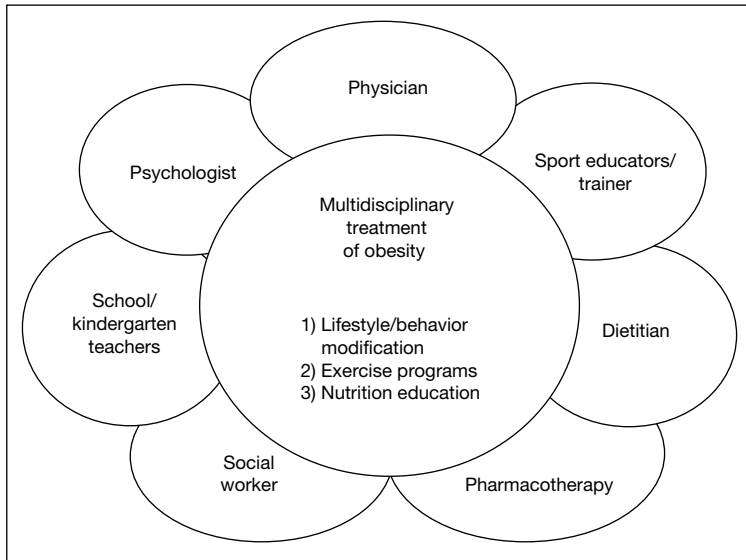 Physician
Sport educators/
trainer
Psychologist
Multidisciplinary
treatment
of obesity
School/
kindergarten
teachers
1) Lifestyle/behavior
modification
2) Exercise programs
3) Nutrition education
Dietitian
Social
worker
Pharmacotherapy